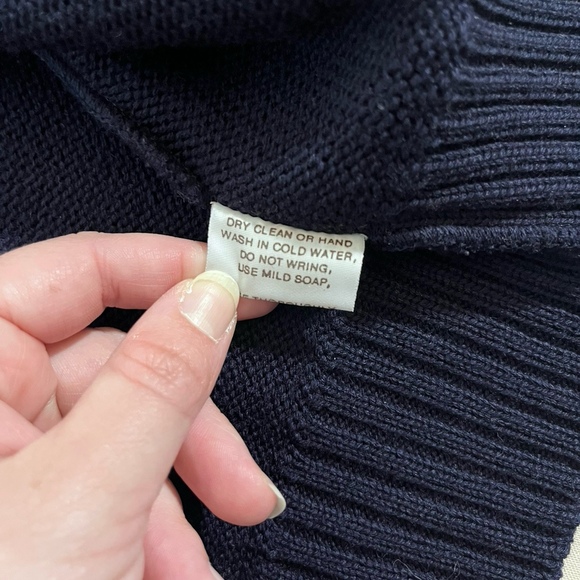 DRY CLEAN OR HAND
WASH IN COLD WATER,
DO NOT WRING,
USE MILD SOAP,